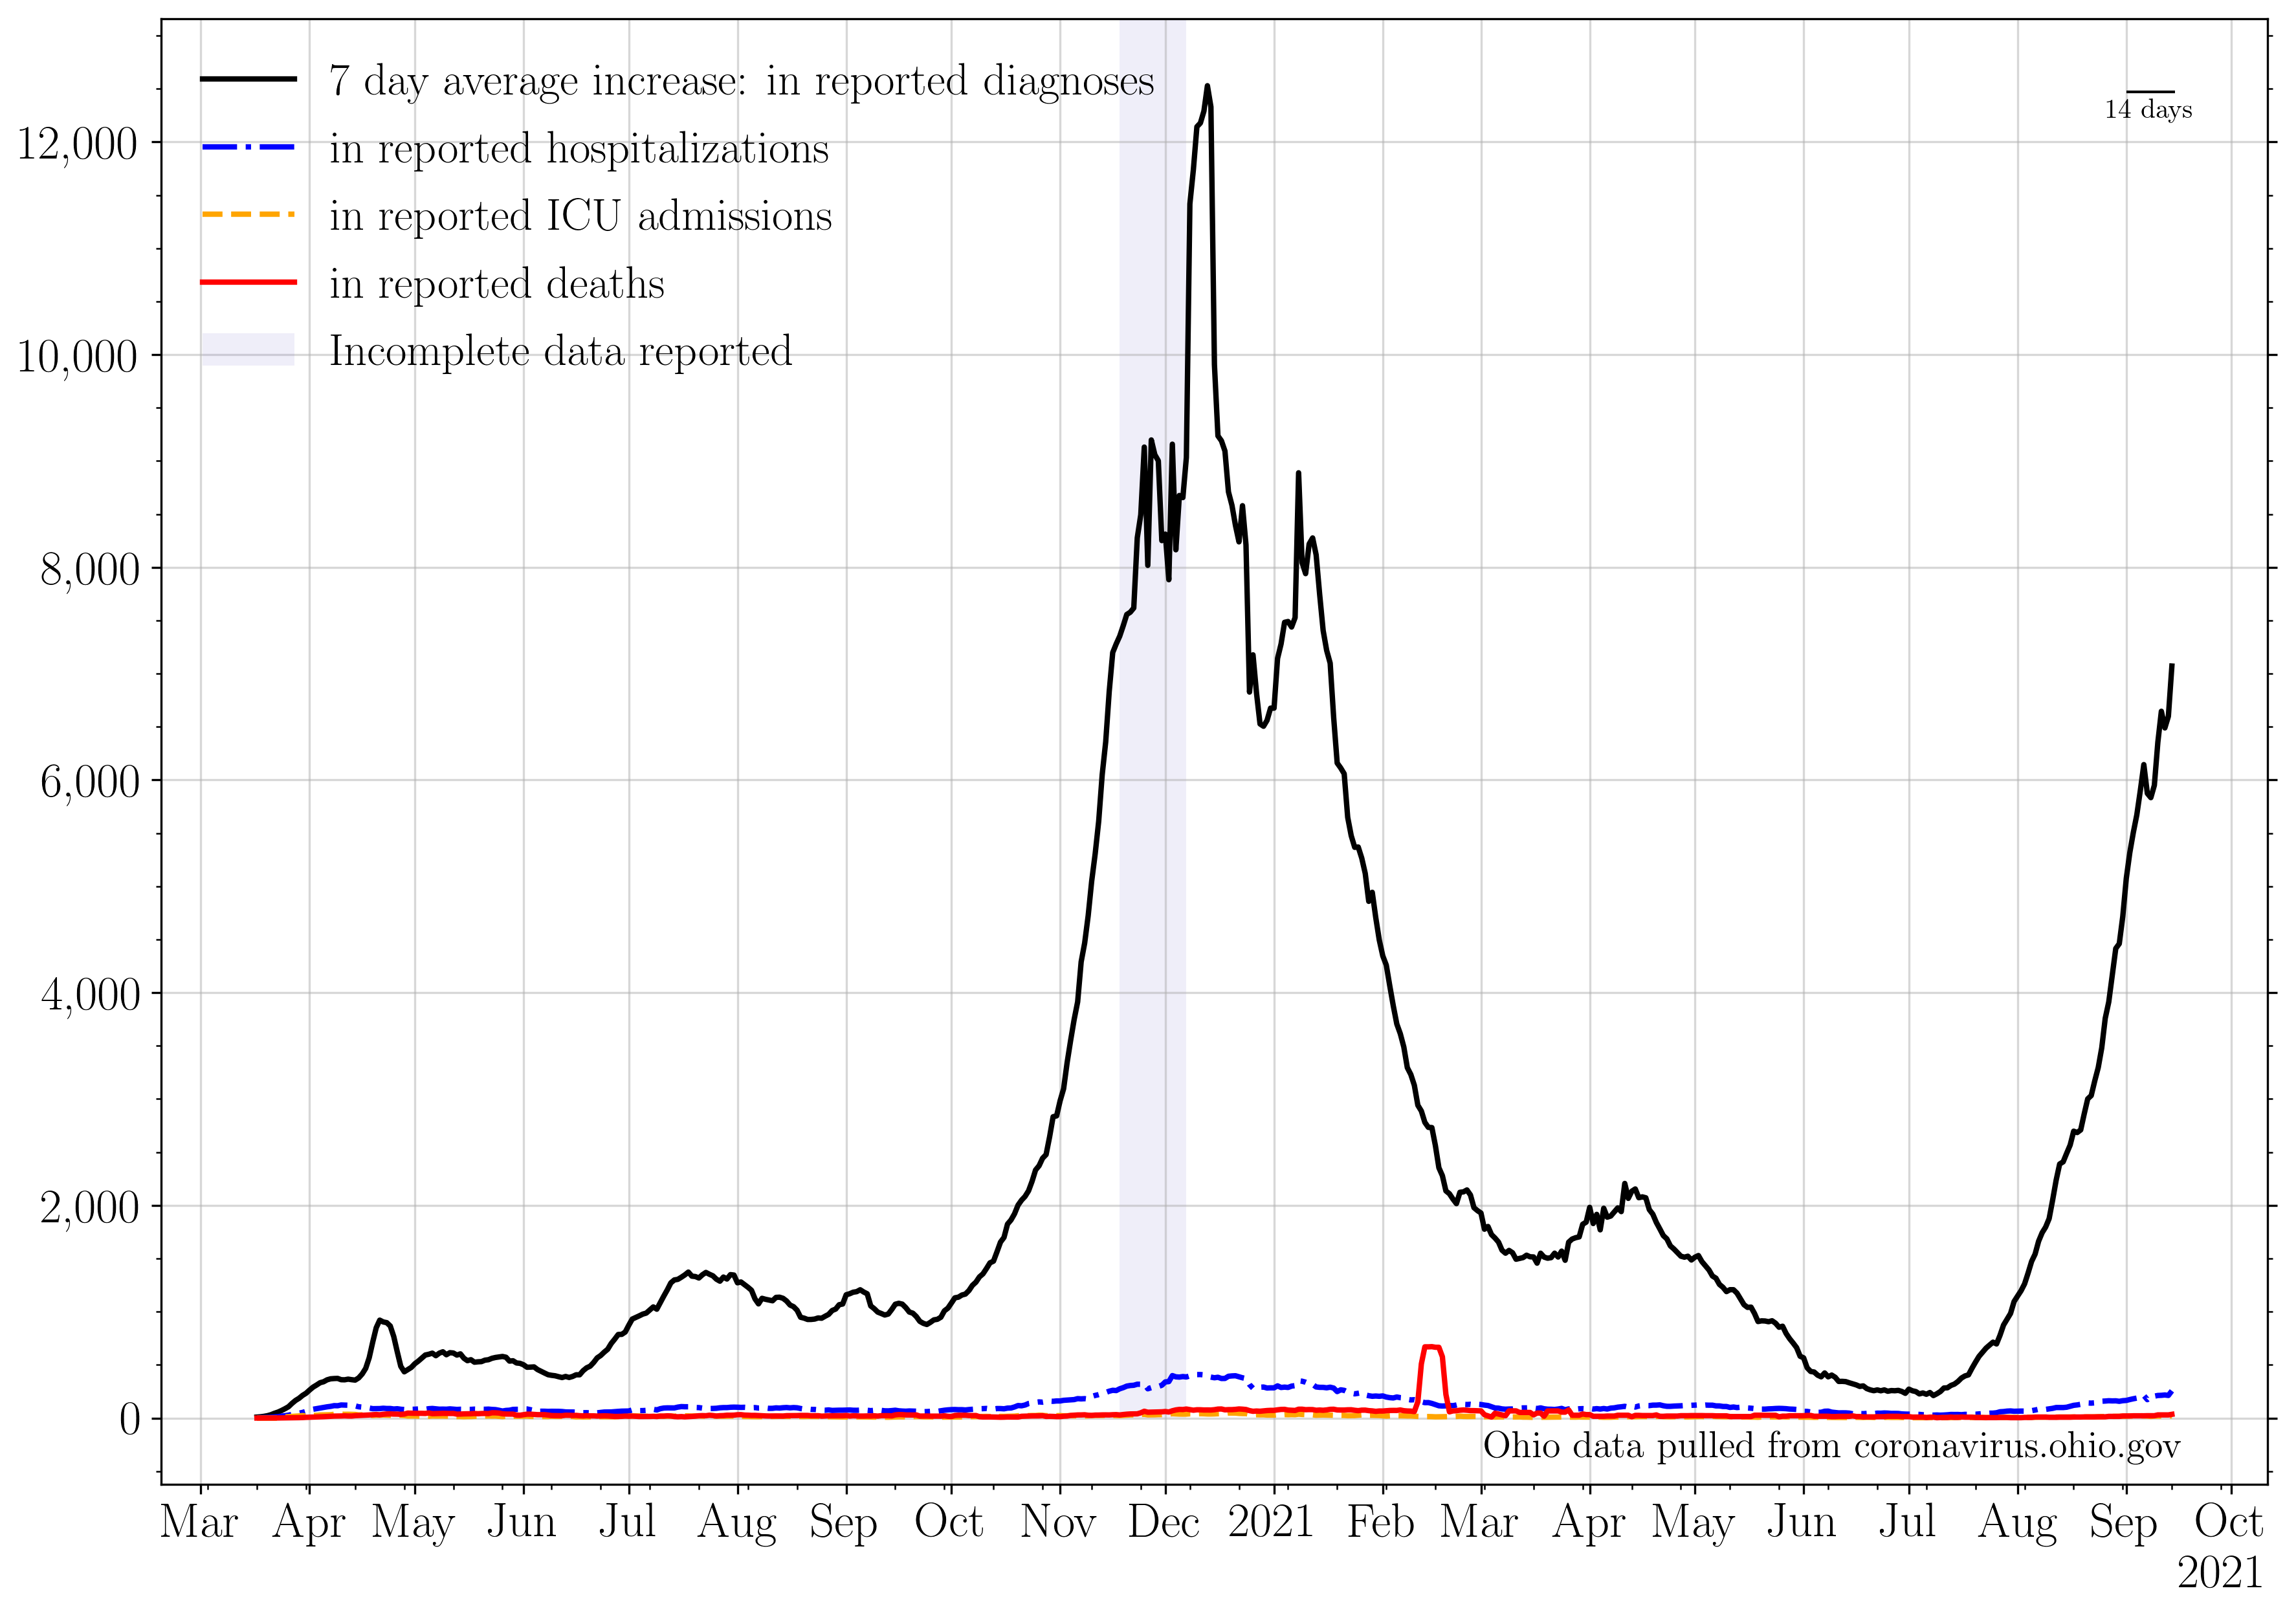 7 day average increase: in reported diagnoses
in reported hospitalizations
in reported ICU admissions
in reported deaths
Incomplete data reported
14 days
12,000
10,000
8,000
6,000
4,000
2,000
0
Ohio data pulled from coronavirus.ohio.gov
Mar Apr May Jun Jul Aug Sep Oct Nov Dec 2021 Feb Mar Apr May Jun Jul Aug Sep Oct
2021